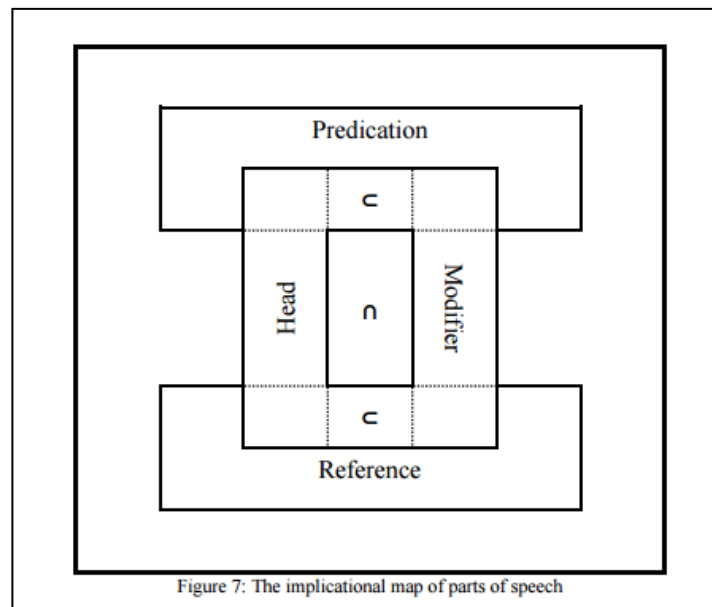 Predication
⊂
Head
∩
Modifier
⊂
Reference
Figure 7: The implicational map of parts of speech